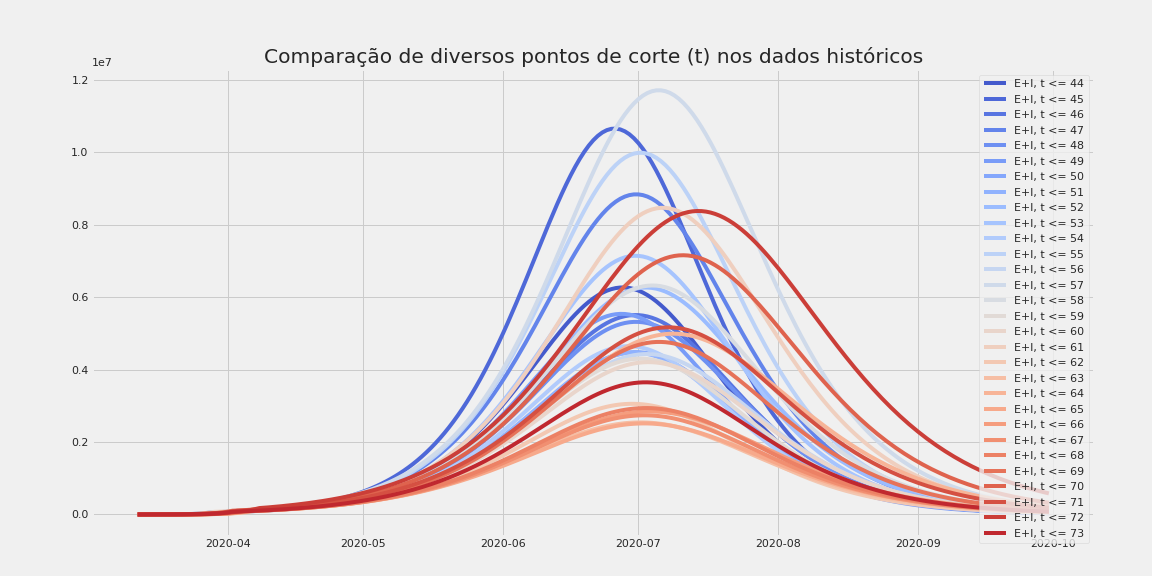 Comparação de diversos pontos de corte (t) nos dados históricos
1e7
1.2
1.0
0.8
0.6
0.4
0.2
0.0
2020-04
2020-05
2020-06
2020-07
2020-08
2020-09
2020-10
E+I, t <= 44
E+I, t <= 45
E+I, t <= 46
E+I, t <= 47
E+I, t <= 48
E+I, t <= 49
E+I, t <= 50
E+I, t <= 51
E+I, t <= 52
E+I, t <= 53
E+I, t <= 54
E+I, t <= 55
E+I, t <= 56
E+I, t <= 57
E+I, t <= 58
E+I, t <= 59
E+I, t <= 60
E+I, t <= 61
E+I, t <= 62
E+I, t <= 63
E+I, t <= 64
E+I, t <= 65
E+I, t <= 66
E+I, t <= 67
E+I, t <= 68
E+I, t <= 69
E+I, t <= 70
E+I, t <= 71
E+I, t <= 72
E+I, t <= 73